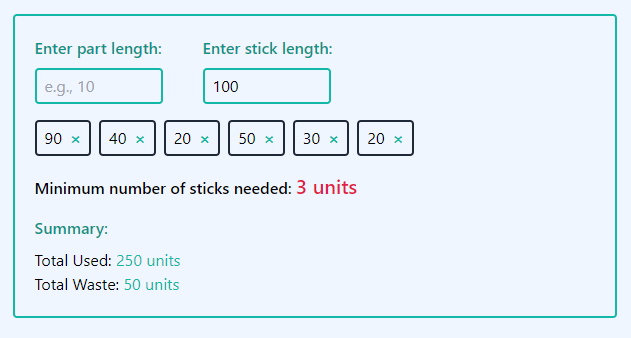 Enter part length: Enter stick length:
e.g., 10 100
90 × 40 × 20 × 50 × 30 × 20 ×
Minimum number of sticks needed: 3 units
Summary:
Total Used: 250 units
Total Waste: 50 units